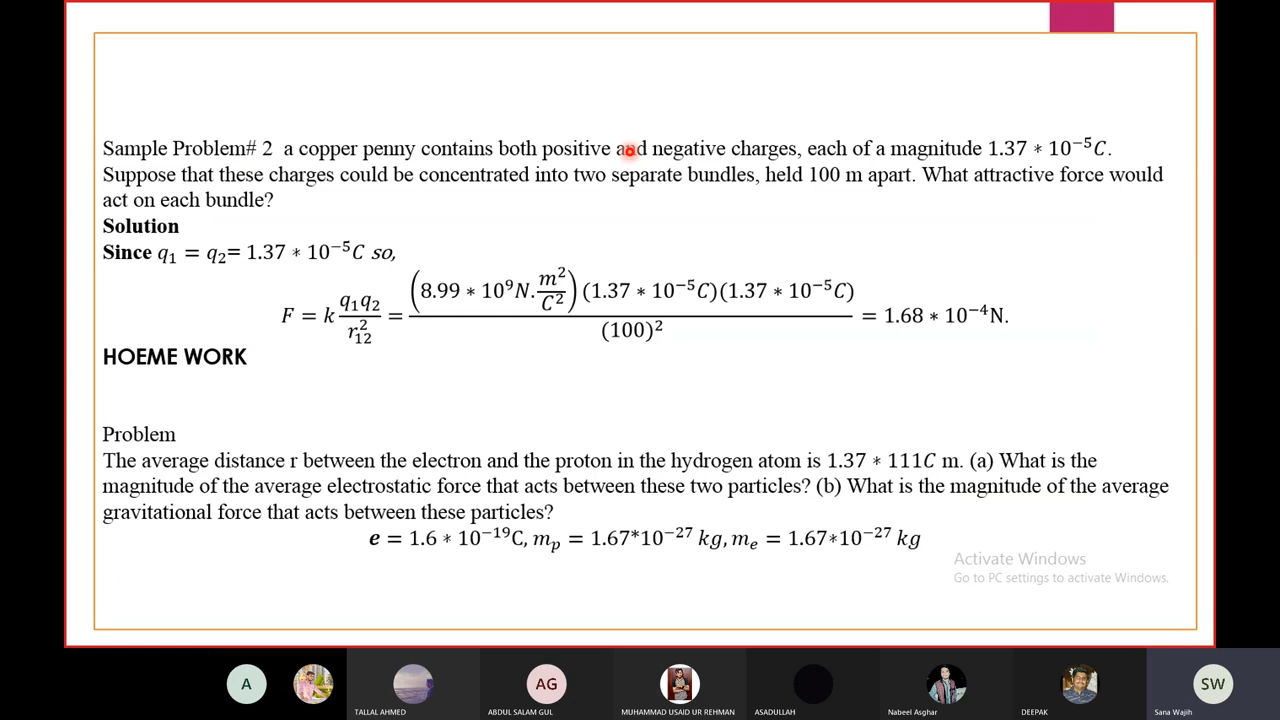 Sample Problem# 2 a copper penny contains both positive and negative charges, each of a magnitude 1.37 ∗ 10⁻⁵C.
Suppose that these charges could be concentrated into two separate bundles, held 100 m apart. What attractive force would
act on each bundle?
Solution
Since q₁ = q₂= 1.37 ∗ 10⁻⁵C so,
F = k q₁q₂/r₁₂² = (8.99 ∗ 10⁹N.m²/C²)(1.37 ∗ 10⁻⁵C)(1.37 ∗ 10⁻⁵C)/(100)² = 1.68 ∗ 10⁻⁴N.
HOEME WORK
Problem
The average distance r between the electron and the proton in the hydrogen atom is 1.37 ∗ 111C m. (a) What is the
magnitude of the average electrostatic force that acts between these two particles? (b) What is the magnitude of the average
gravitational force that acts between these particles?
e = 1.6 ∗ 10⁻¹⁹C, mₚ = 1.67*10⁻²⁷ kg, mₑ = 1.67∗10⁻²⁷ kg
Activate Windows
Go to PC settings to activate Windows.
A
AG
SW
TALLAL AHMED
ABDUL SALAM GUL
MUHAMMAD USAID UR REHMAN
ASADULLAH
Nabeel Asghar
DEEPAK
Sana Wajih